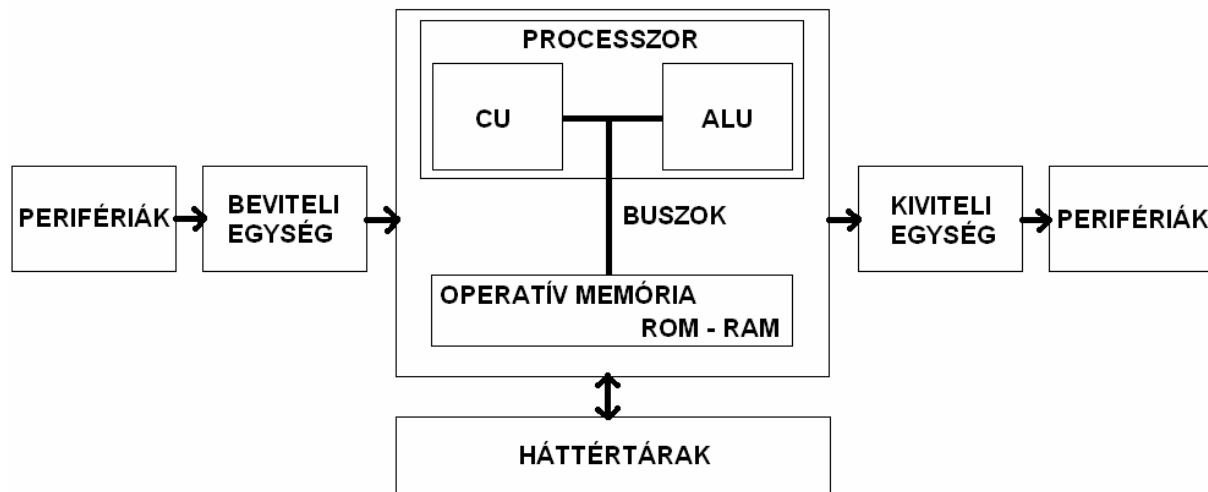 PROCESSZOR
CU
ALU
PERIFÉRIÁK
BEVITELI
EGYSÉG
BUSZOK
KIVITELI
EGYSÉG
PERIFÉRIÁK
OPERATÍV MEMÓRIA
ROM - RAM
HÁTTÉRTÁRAK